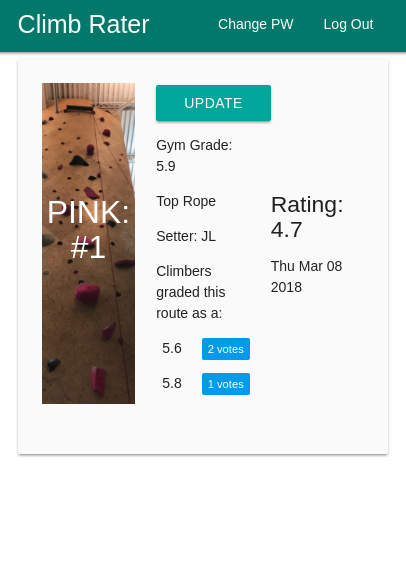 Climb Rater
Change PW
Log Out
PINK:
#1
UPDATE
Gym Grade:
5.9
Top Rope
Setter: JL
Climbers
graded this
route as a:
5.6 2 votes
5.8 1 votes
Rating:
4.7
Thu Mar 08
2018